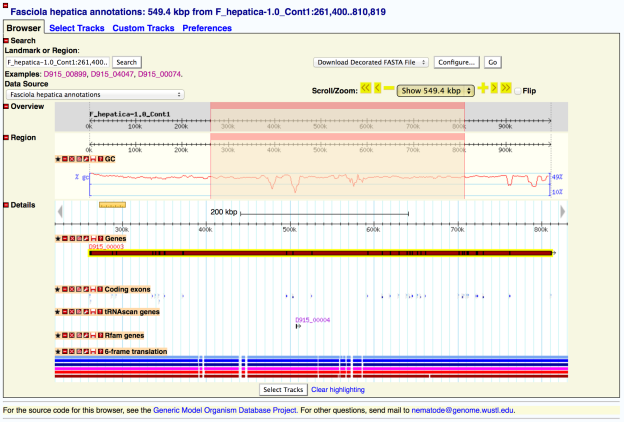 Fasciola hepatica annotations: 549.4 kbp from F_hepatica-1.0_Cont1:261,400..810,819
Browser Select Tracks Custom Tracks Preferences
Search
Landmark or Region:
F_hepatica-1.0_Cont1:261,400.. Search Download Decorated FASTA File Configure... Go
Examples: D915_00899, D915_04047, D915_00074.
Data Source
Fasciola hepatica annotations Scroll/Zoom: << < − Show 549.4 kbp + > >> Flip
Overview
F_hepatica-1.0_Cont1
0k 100k 200k 300k 400k 500k 600k 700k 800k 900k
Region
0k 100k 200k 300k 400k 500k 600k 700k 800k 900k
GC
% gc 49%
10%
Details
200 kbp
300k 400k 500k 600k 700k 800k
Genes
D915_00003
Coding exons
tRNAscan genes
D915_00004
Rfam genes
6-frame translation
Select Tracks Clear highlighting
For the source code for this browser, see the Generic Model Organism Database Project. For other questions, send mail to nematode@genome.wustl.edu.